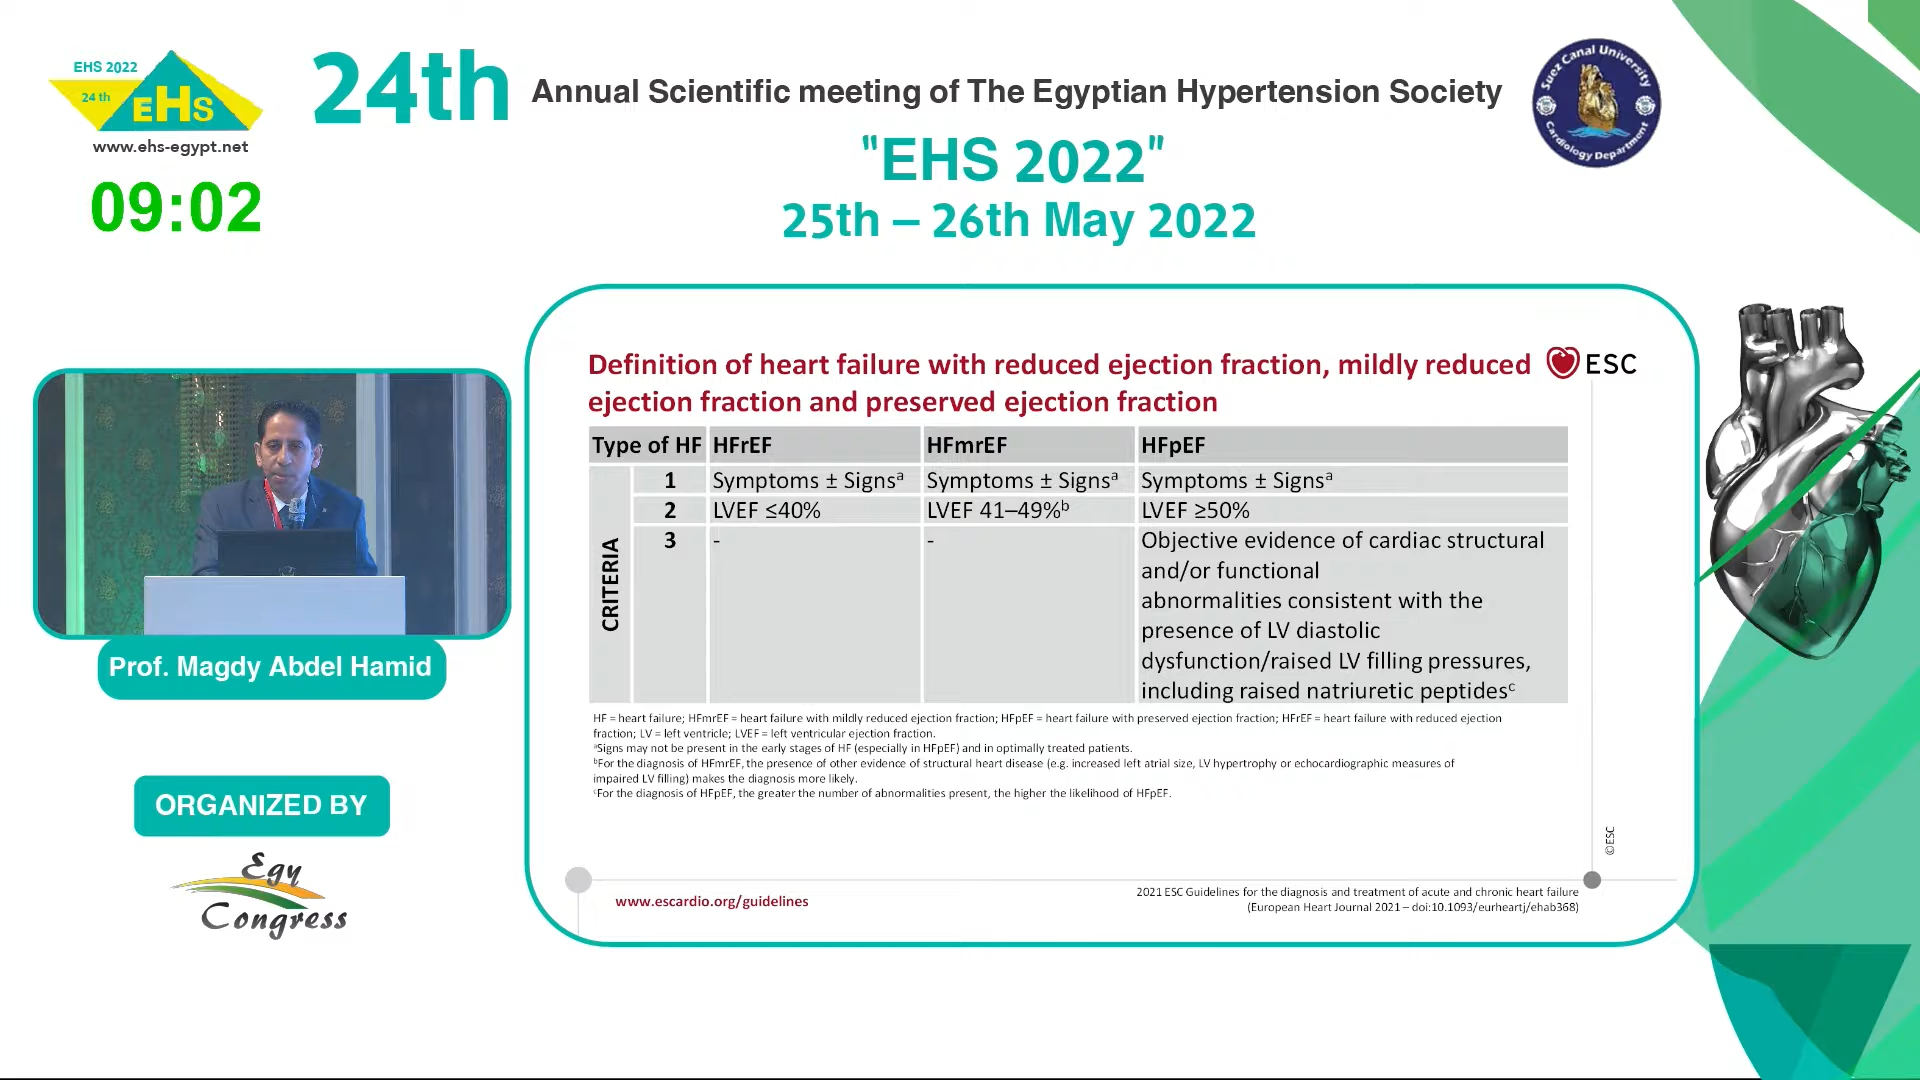 EHS 2022
24 th
EHS
www.ehs-egypt.net
09:02
24th Annual Scientific meeting of The Egyptian Hypertension Society
"EHS 2022"
25th – 26th May 2022
Suez Canal University
Cardiology Department
Prof. Magdy Abdel Hamid
ORGANIZED BY
Egy
Congress
Definition of heart failure with reduced ejection fraction, mildly reduced
ejection fraction and preserved ejection fraction
ESC
Type of HF HFrEF HFmrEF HFpEF
CRITERIA
1 Symptoms ± Signsᵃ Symptoms ± Signsᵃ Symptoms ± Signsᵃ
2 LVEF ≤40% LVEF 41–49%ᵇ LVEF ≥50%
3 - - Objective evidence of cardiac structural
and/or functional
abnormalities consistent with the
presence of LV diastolic
dysfunction/raised LV filling pressures,
including raised natriuretic peptidesᶜ
HF = heart failure; HFmrEF = heart failure with mildly reduced ejection fraction; HFpEF = heart failure with preserved ejection fraction; HFrEF = heart failure with reduced ejection
fraction; LV = left ventricle; LVEF = left ventricular ejection fraction.
ᵃSigns may not be present in the early stages of HF (especially in HFpEF) and in optimally treated patients.
ᵇFor the diagnosis of HFmrEF, the presence of other evidence of structural heart disease (e.g. increased left atrial size, LV hypertrophy or echocardiographic measures of
impaired LV filling) makes the diagnosis more likely.
ᶜFor the diagnosis of HFpEF, the greater the number of abnormalities present, the higher the likelihood of HFpEF.
©ESC
www.escardio.org/guidelines
2021 ESC Guidelines for the diagnosis and treatment of acute and chronic heart failure
(European Heart Journal 2021 – doi:10.1093/eurheartj/ehab368)